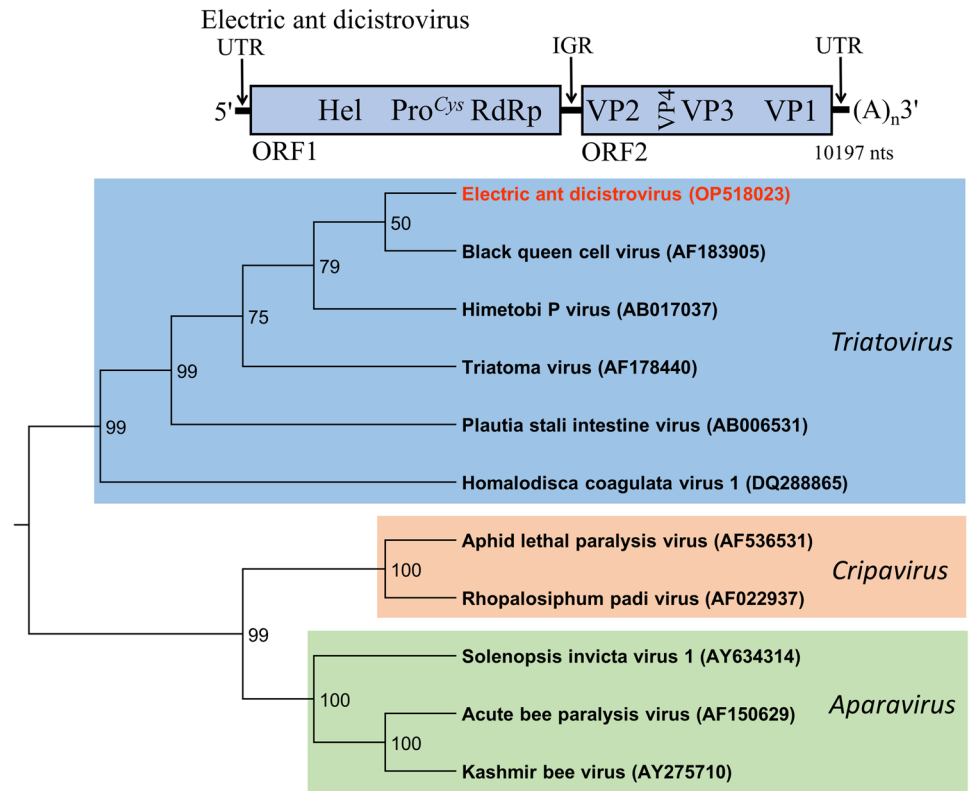 Electric ant dicistrovirus
UTR IGR UTR
5' Hel Pro^Cys RdRp VP2 VP4 VP3 VP1 (A)n3'
ORF1 ORF2 10197 nts
Electric ant dicistrovirus (OP518023)
50
Black queen cell virus (AF183905)
79
Himetobi P virus (AB017037)
75
Triatovirus
Triatoma virus (AF178440)
99
Plautia stali intestine virus (AB006531)
99
Homalodisca coagulata virus 1 (DQ288865)
Aphid lethal paralysis virus (AF536531)
100
Cripavirus
Rhopalosiphum padi virus (AF022937)
99
Solenopsis invicta virus 1 (AY634314)
100
Aparavirus
Acute bee paralysis virus (AF150629)
100
Kashmir bee virus (AY275710)